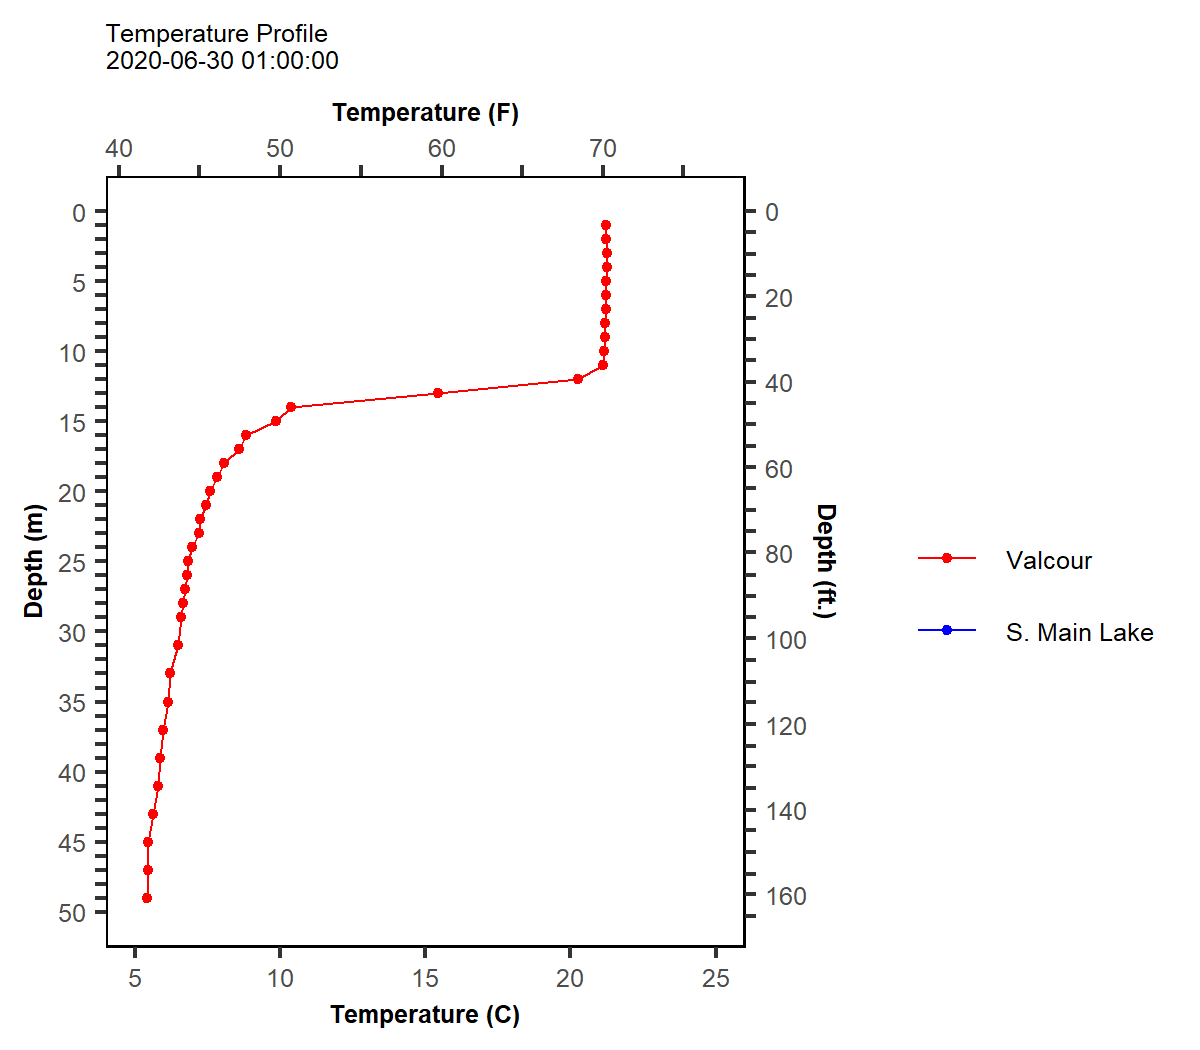 Temperature Profile
2020-06-30 01:00:00
Temperature (F)
40 50 60 70
0 0
5 20
10 40
15 60
20 80
25 100
30 120
35 140
40 160
45
50
Depth (m)
Depth (ft.)
Valcour
S. Main Lake
5 10 15 20 25
Temperature (C)